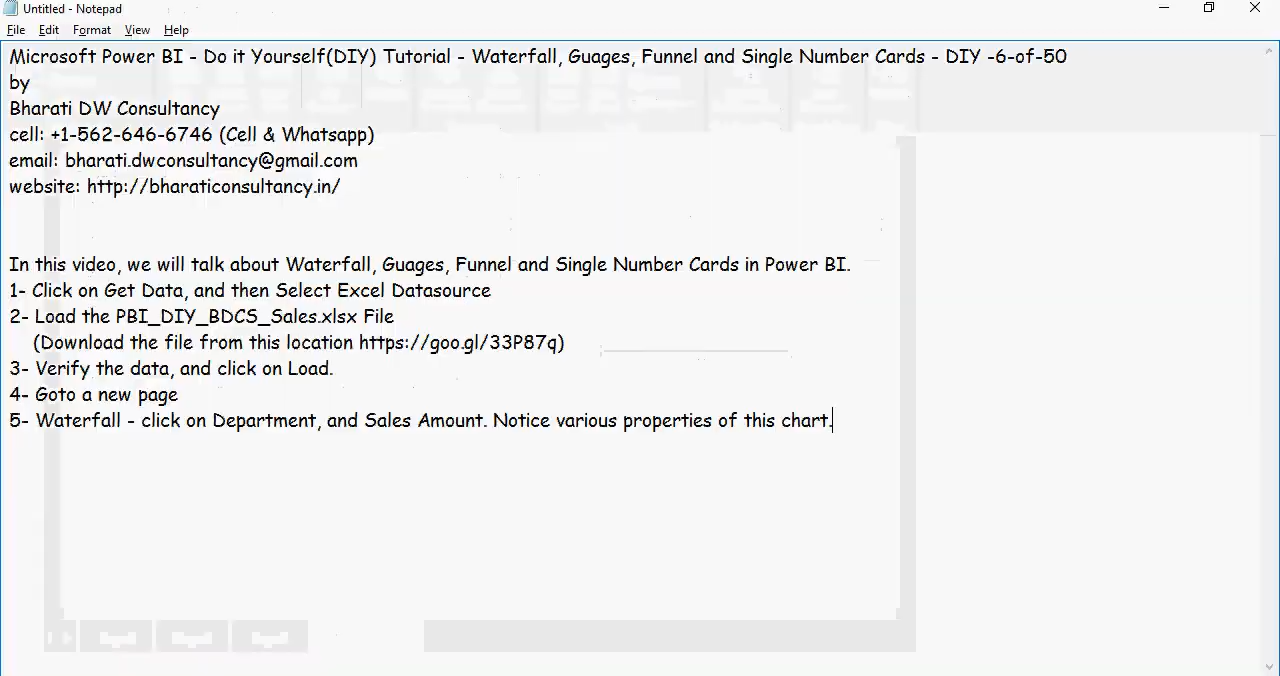 Untitled - Notepad
File Edit Format View Help
Microsoft Power BI - Do it Yourself(DIY) Tutorial - Waterfall, Guages, Funnel and Single Number Cards - DIY -6-of-50
by
Bharati DW Consultancy
cell: +1-562-646-6746 (Cell & Whatsapp)
email: bharati.dwconsultancy@gmail.com
website: http://bharaticonsultancy.in/
In this video, we will talk about Waterfall, Guages, Funnel and Single Number Cards in Power BI.
1- Click on Get Data, and then Select Excel Datasource
2- Load the PBI_DIY_BDCS_Sales.xlsx File
(Download the file from this location https://goo.gl/33P87q)
3- Verify the data, and click on Load.
4- Goto a new page
5- Waterfall - click on Department, and Sales Amount. Notice various properties of this chart.